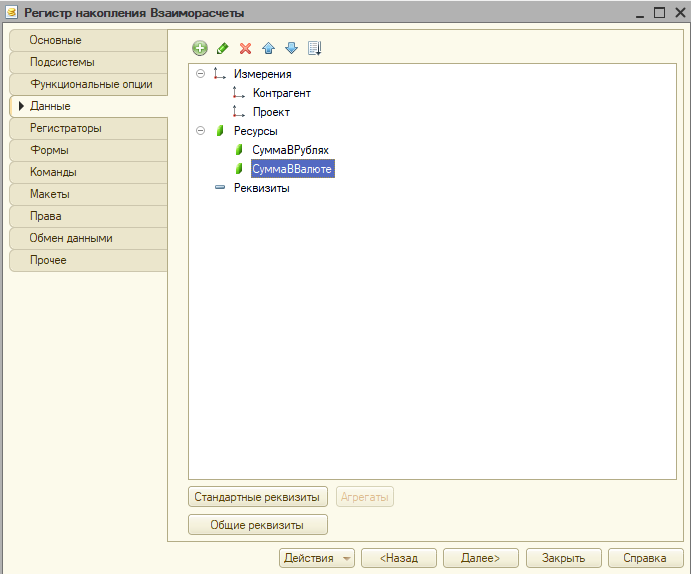 Регистр накопления Взаиморасчеты
Основные
Подсистемы
Функциональные опции
Данные
Регистраторы
Формы
Команды
Макеты
Права
Обмен данными
Прочее
Измерения
Контрагент
Проект
Ресурсы
СуммаВРублях
СуммаВВалюте
Реквизиты
Стандартные реквизиты
Агрегаты
Общие реквизиты
Действия
<Назад
Далее>
Закрыть
Справка